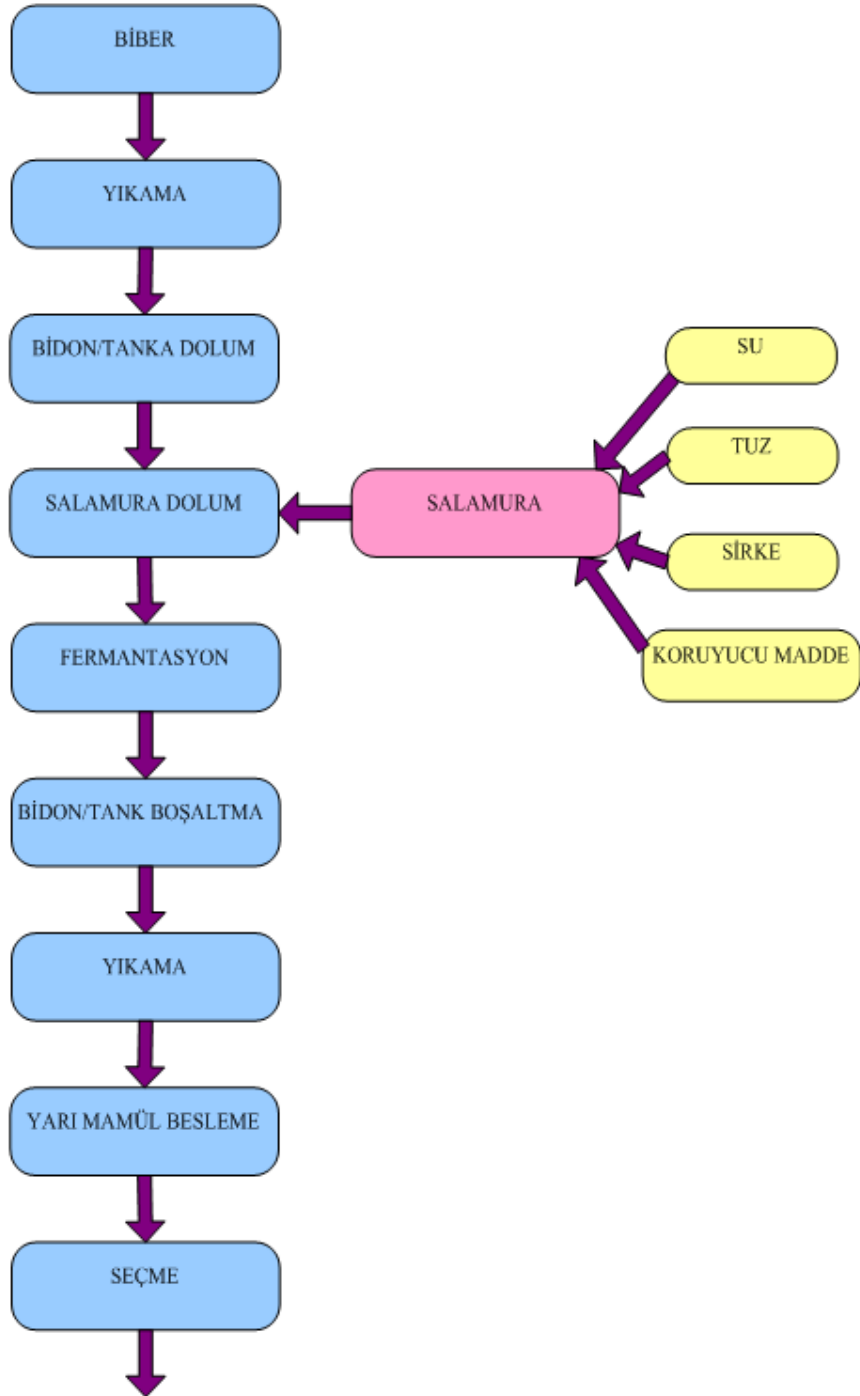 BİBER
YIKAMA
BİDON/TANKA DOLUM
SALAMURA DOLUM
SALAMURA
SU
TUZ
SİRKE
KORUYUCU MADDE
FERMANTASYON
BİDON/TANK BOŞALTMA
YIKAMA
YARI MAMÜL BESLEME
SEÇME